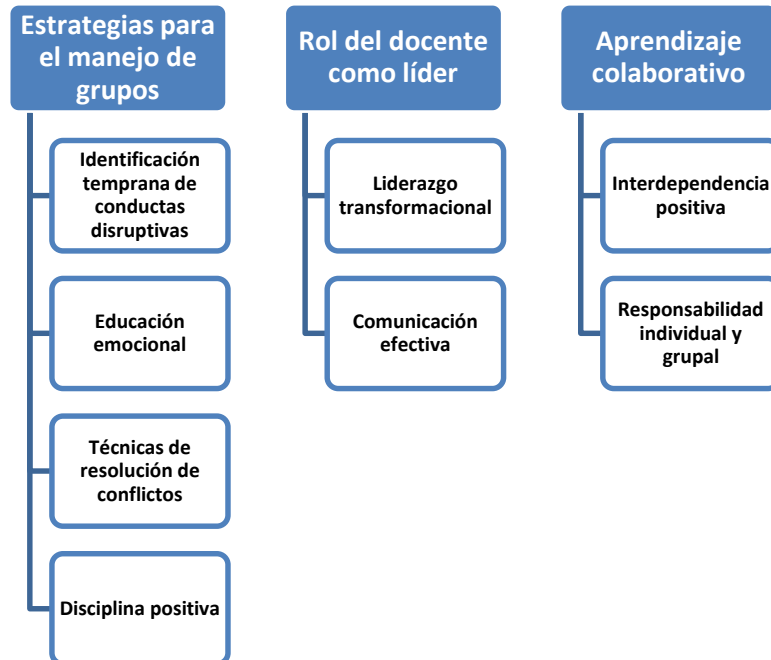 Estrategias para
el manejo de
grupos
Identificación
temprana de
conductas
disruptivas
Educación
emocional
Técnicas de
resolución de
conflictos
Disciplina positiva
Rol del docente
como líder
Liderazgo
transformacional
Comunicación
efectiva
Aprendizaje
colaborativo
Interdependencia
positiva
Responsabilidad
individual y
grupal